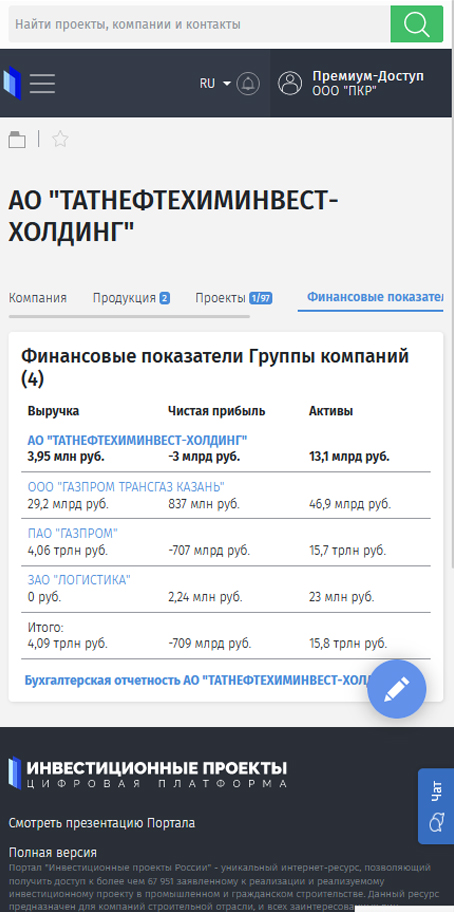 Найти проекты, компании и контакты
RU
Премиум-Доступ
ООО "ПКР"
АО "ТАТНЕФТЕХИМИНВЕСТ-
ХОЛДИНГ"
Компания Продукция 2 Проекты 1/97 Финансовые показател
Финансовые показатели Группы компаний
(4)
Выручка Чистая прибыль Активы
АО "ТАТНЕФТЕХИМИНВЕСТ-ХОЛДИНГ"
3,95 млн руб. -3 млрд руб. 13,1 млрд руб.
ООО "ГАЗПРОМ ТРАНСГАЗ КАЗАНЬ"
29,2 млрд руб. 837 млн руб. 46,9 млрд руб.
ПАО "ГАЗПРОМ"
4,06 трлн руб. -707 млрд руб. 15,7 трлн руб.
ЗАО "ЛОГИСТИКА"
0 руб. 2,24 млн руб. 23 млн руб.
Итого:
4,09 трлн руб. -709 млрд руб. 15,8 трлн руб.
Бухгалтерская отчетность АО "ТАТНЕФТЕХИМИНВЕСТ-ХОЛД
ИНВЕСТИЦИОННЫЕ ПРОЕКТЫ
ЦИФРОВАЯ ПЛАТФОРМА
Чат
Смотреть презентацию Портала
Полная версия
Портал "Инвестиционные проекты России" - уникальный интернет-ресурс, позволяющий
получить доступ к более чем 67 951 заявленному к реализации и реализуемому
инвестиционному проекту в промышленном и гражданском строительстве. Данный ресурс
предназначен для компаний строительной отрасли, и всех заинтересованных